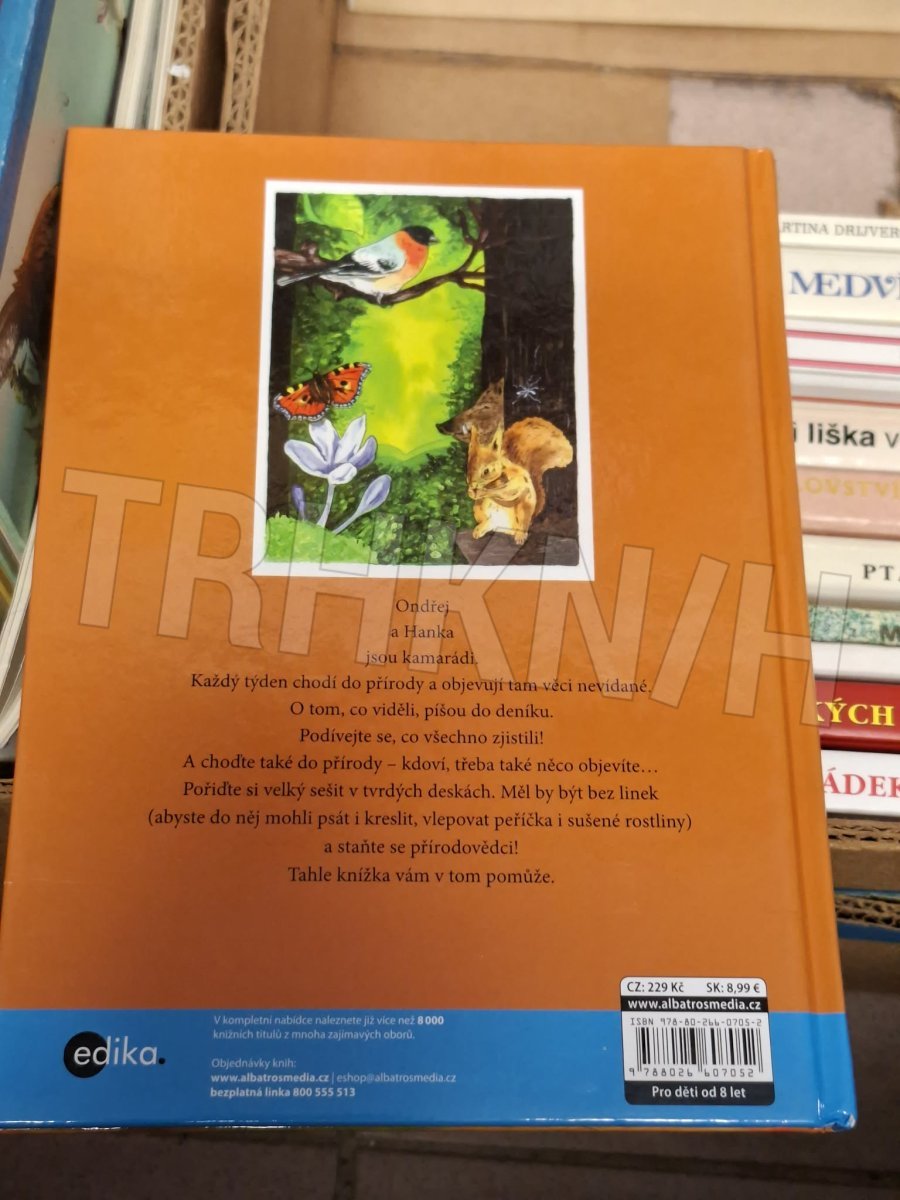 ARTINA DRIJVER
MEDV
i liška v
LOVSTV
PT
M
KÝCH
ÁDEK
TRHKNIH
Ondřej
a Hanka
jsou kamarádi.
Každý týden chodí do přírody a objevují tam věci nevídané.
O tom, co viděli, píšou do deníku.
Podívejte se, co všechno zjistili!
A choďte také do přírody – kdoví, třeba také něco objevíte…
Pořiďte si velký sešit v tvrdých deskách. Měl by být bez linek
(abyste do něj mohli psát i kreslit, vlepovat peříčka i sušené rostliny)
a staňte se přírodovědci!
Tahle knížka vám v tom pomůže.
edika.
V kompletní nabídce naleznete již více než 8 000
knižních titulů z mnoha zajímavých oborů.
Objednávky knih:
www.albatrosmedia.cz | eshop@albatrosmedia.cz
bezplatná linka 800 555 513
CZ: 229 Kč SK: 8,99 €
www.albatrosmedia.cz
ISBN 978-80-266-0705-2
9 788026 607052
Pro děti od 8 let